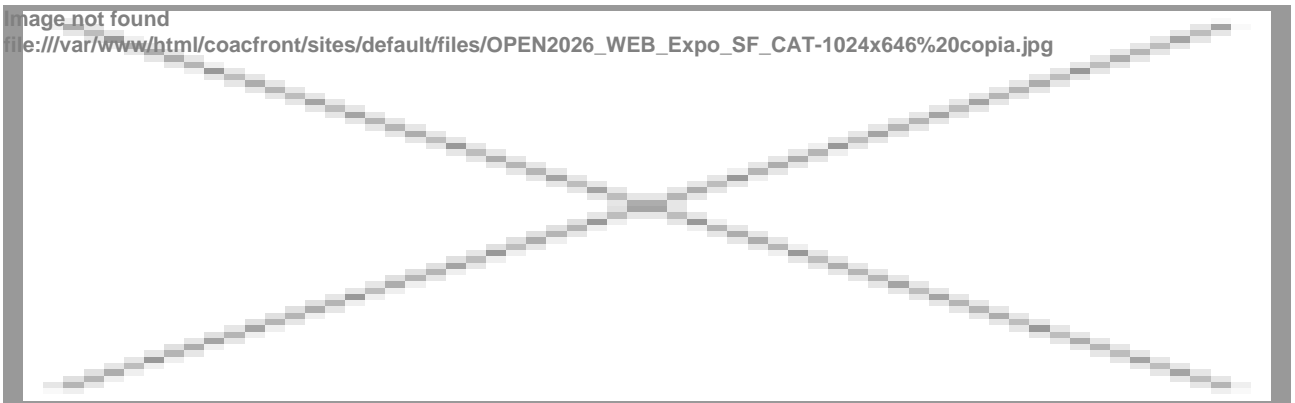 Image not found
file:///var/www/html/coacfront/sites/default/files/OPEN2026_WEB_Expo_SF_CAT-1024x646%20copia.jpg